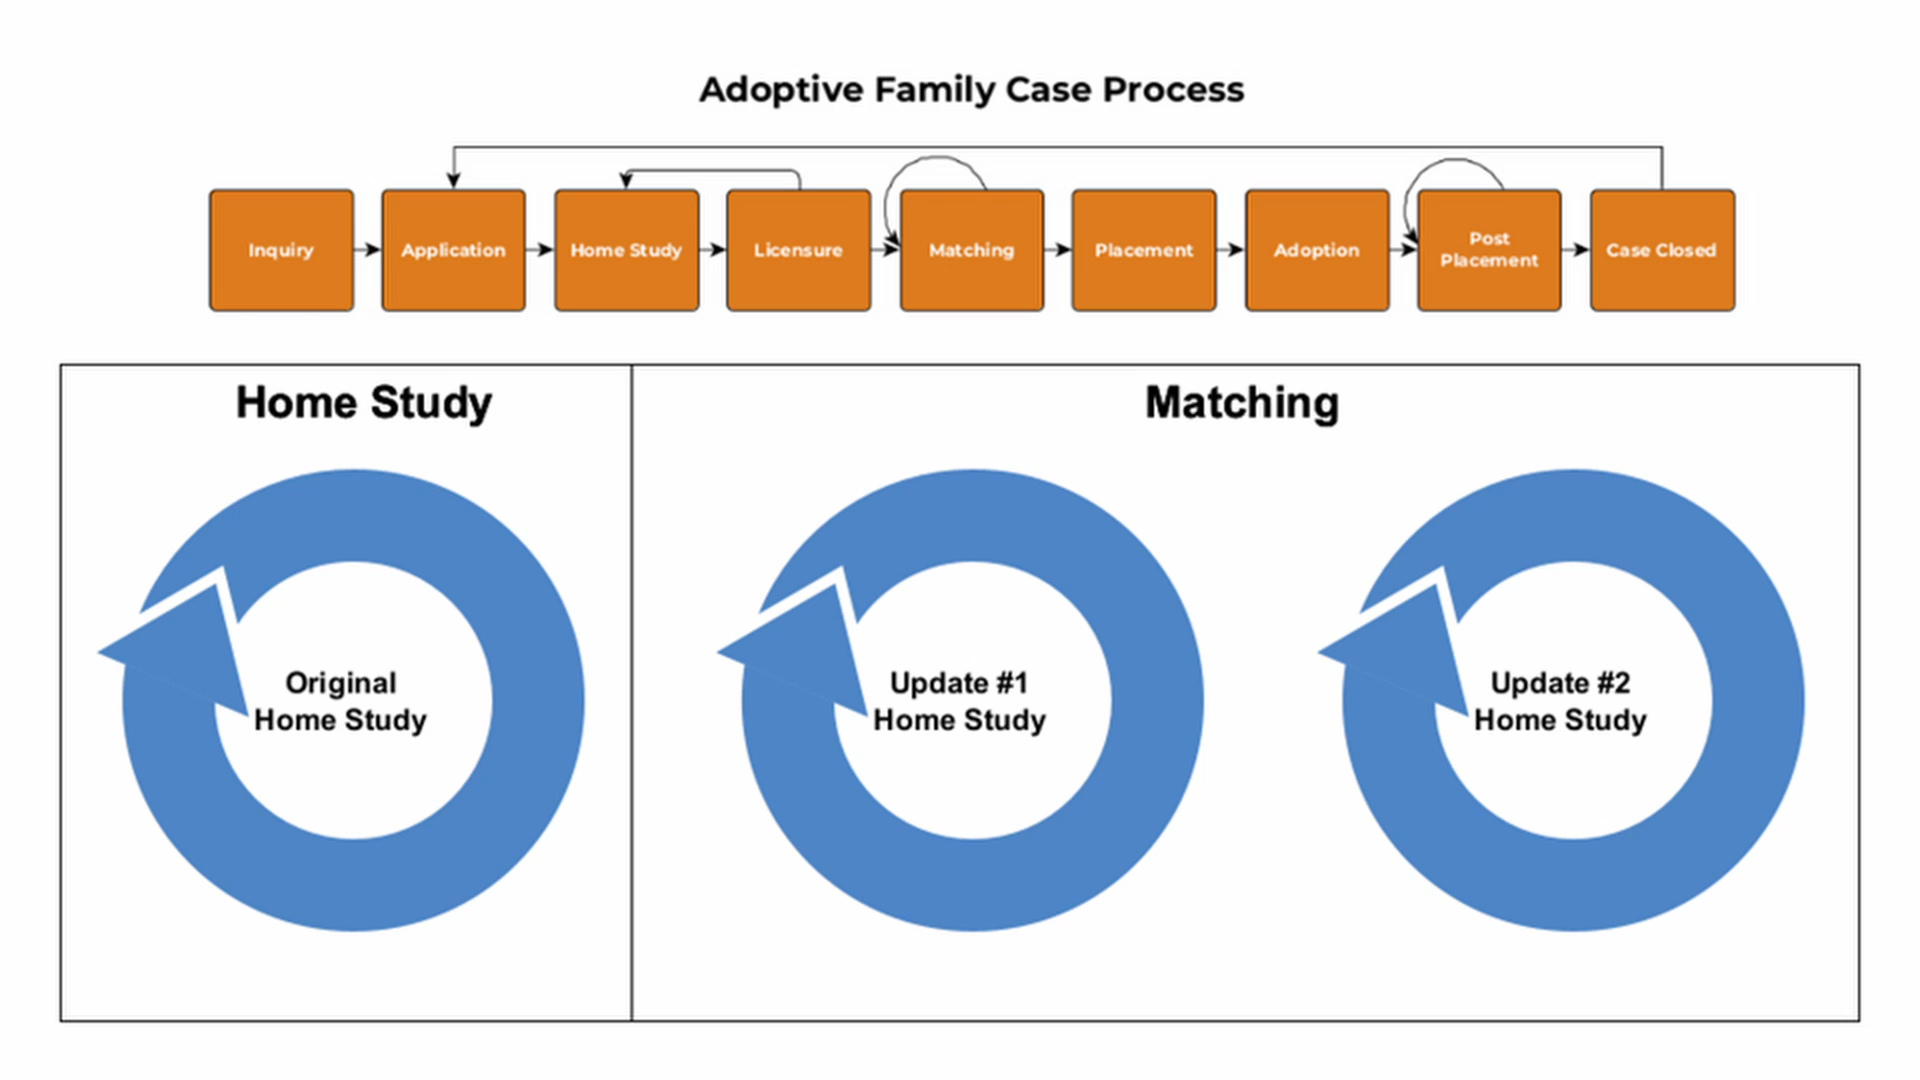 Adoptive Family Case Process
Inquiry
Application
Home Study
Licensure
Matching
Placement
Adoption
Post
Placement
Case Closed
Home Study
Matching
Original
Home Study
Update #1
Home Study
Update #2
Home Study